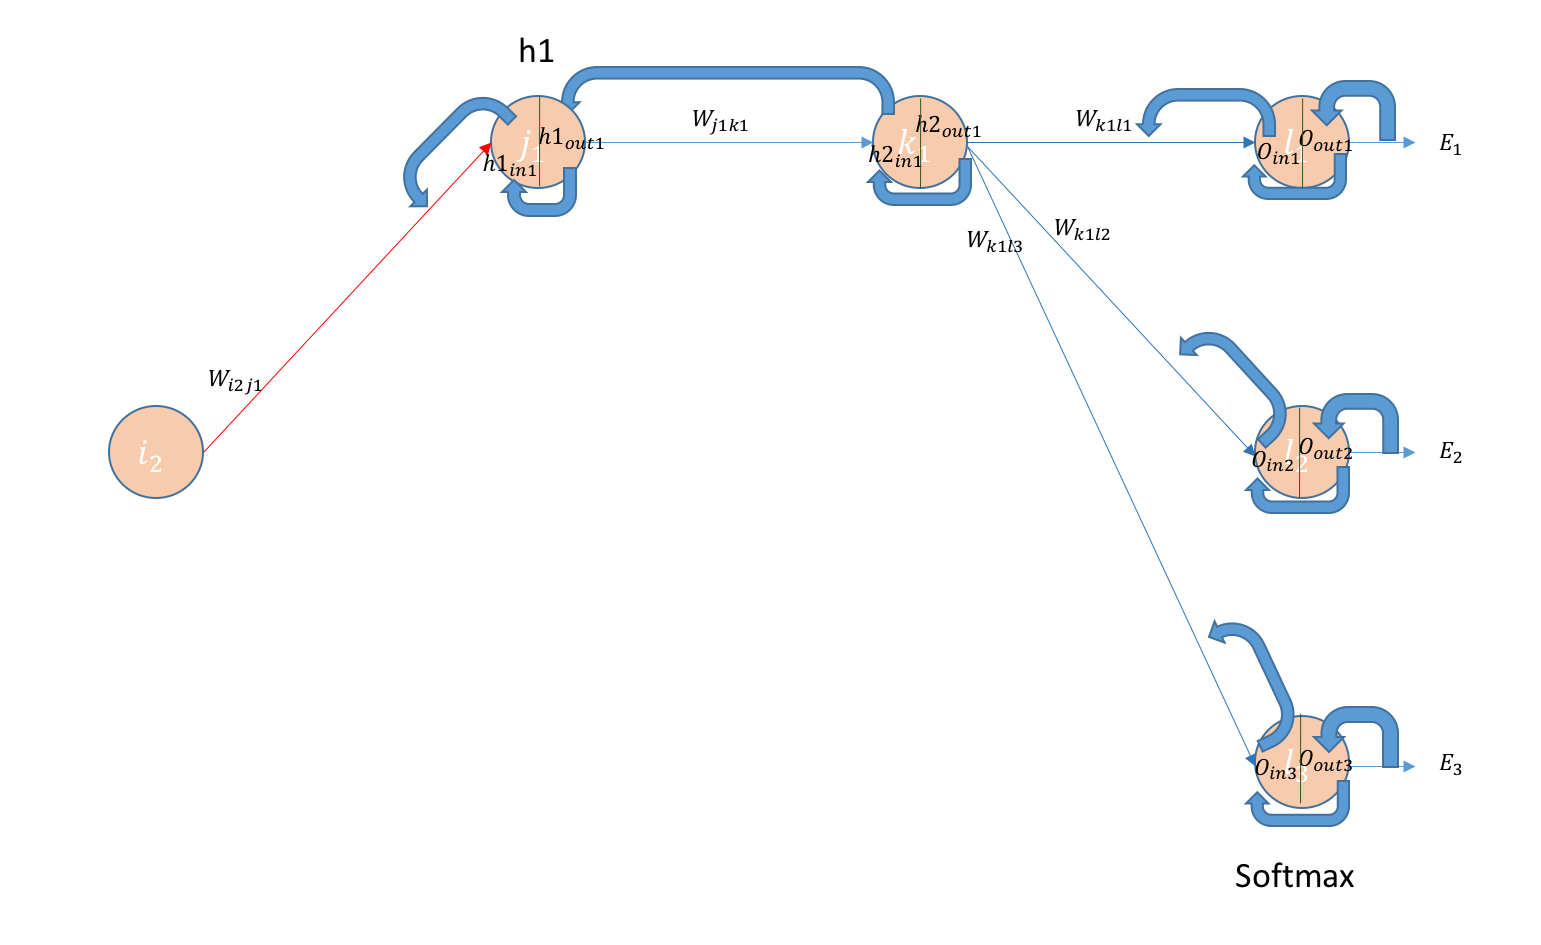 h1
W_{j1k1}
W_{k1l1}
j_1
h1_{out1}
h1_{in1}
k_1
h2_{out1}
h2_{in1}
l_1
O_{out1}
O_{in1}
E_1
W_{k1l3}
W_{k1l2}
W_{i2j1}
i_2
l_2
O_{out2}
O_{in2}
E_2
l_3
O_{out3}
O_{in3}
E_3
Softmax